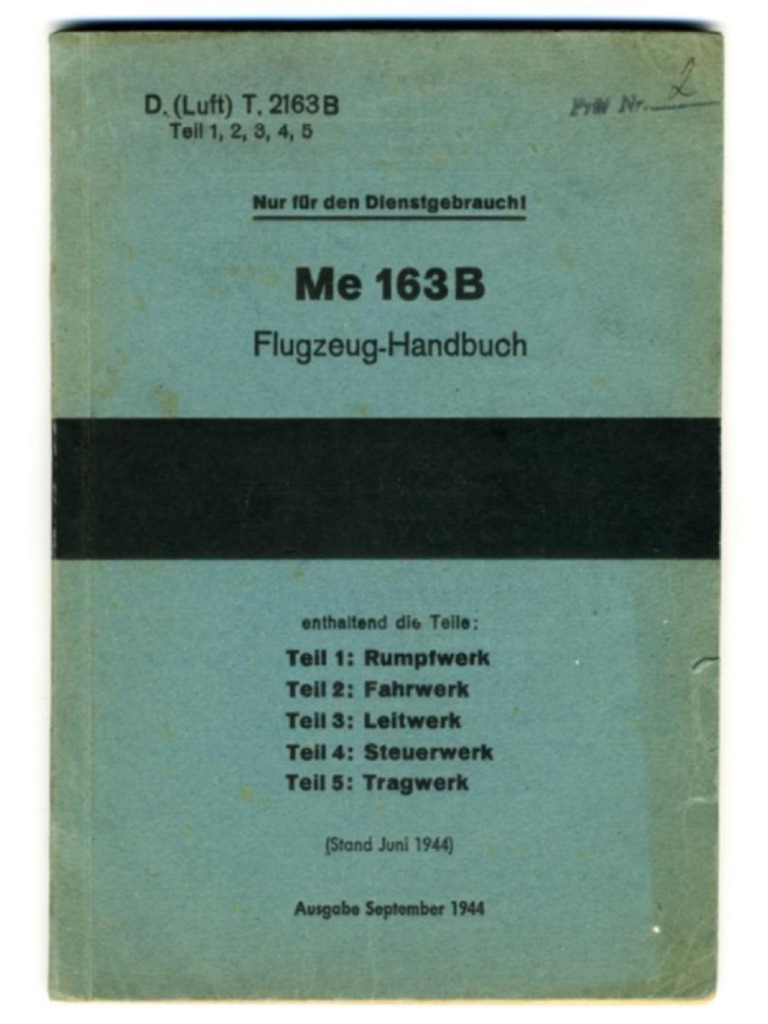 D. (Luft) T. 2163 B
Teil 1, 2, 3, 4, 5
Prüf Nr. 2
Nur für den Dienstgebrauch!
Me 163 B
Flugzeug-Handbuch
enthaltend die Teile:
Teil 1: Rumpfwerk
Teil 2: Fahrwerk
Teil 3: Leitwerk
Teil 4: Steuerwerk
Teil 5: Tragwerk
(Stand Juni 1944)
Ausgabe September 1944